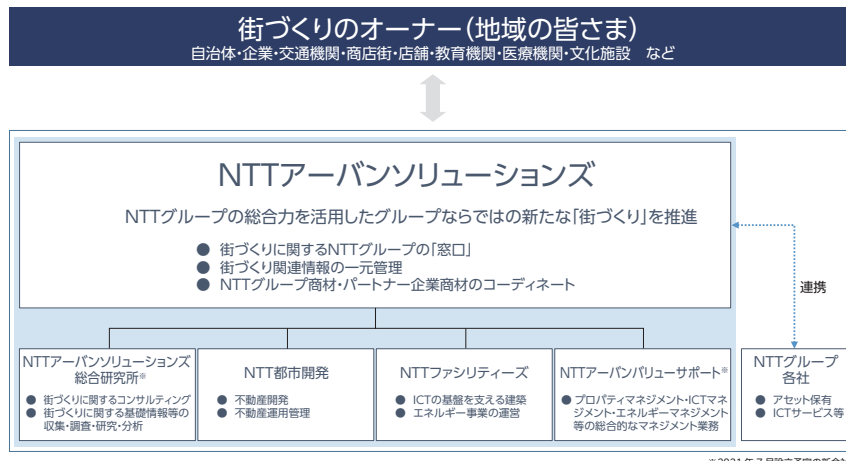 街づくりのオーナー（地域の皆さま）
自治体・企業・交通機関・商店街・店舗・教育機関・医療機関・文化施設　など
NTTアーバンソリューションズ
NTTグループの総合力を活用したグループならではの新たな「街づくり」を推進
● 街づくりに関するNTTグループの「窓口」
● 街づくり関連情報の一元管理
● NTTグループ商材・パートナー企業商材のコーディネート
連携
NTTアーバンソリューションズ
総合研究所※
● 街づくりに関するコンサルティング
● 街づくりに関する基礎情報等の
収集・調査・研究・分析
NTT都市開発
● 不動産開発
● 不動産運用管理
NTTファシリティーズ
● ICTの基盤を支える建築
● エネルギー事業の運営
NTTアーバンバリューサポート※
● プロパティマネジメント・ICTマネ
ジメント・エネルギーマネジメント
等の総合的なマネジメント業務
NTTグループ
各社
● アセット保有
● ICTサービス等